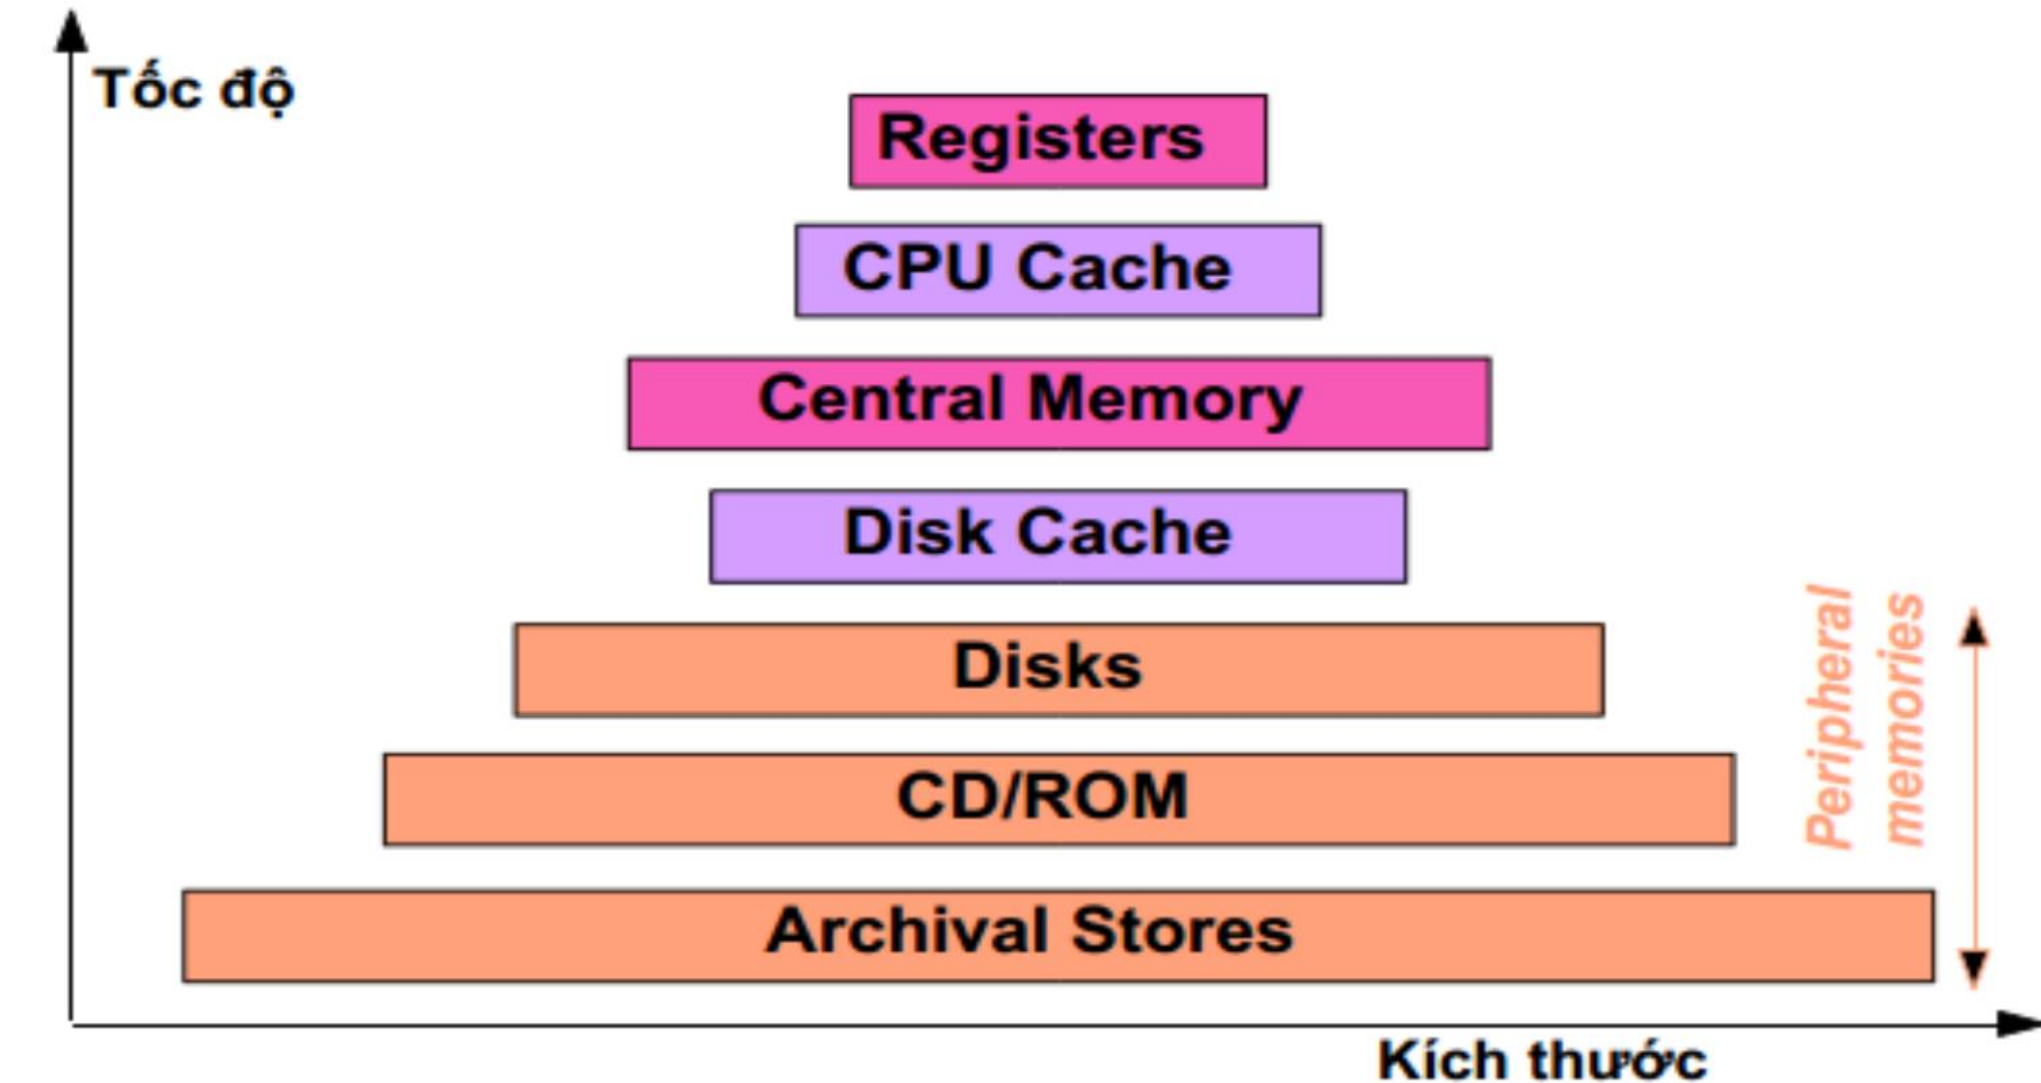 Tốc độ
Registers
CPU Cache
Central Memory
Disk Cache
Disks
CD/ROM
Archival Stores
Peripheral
memories
Kích thước